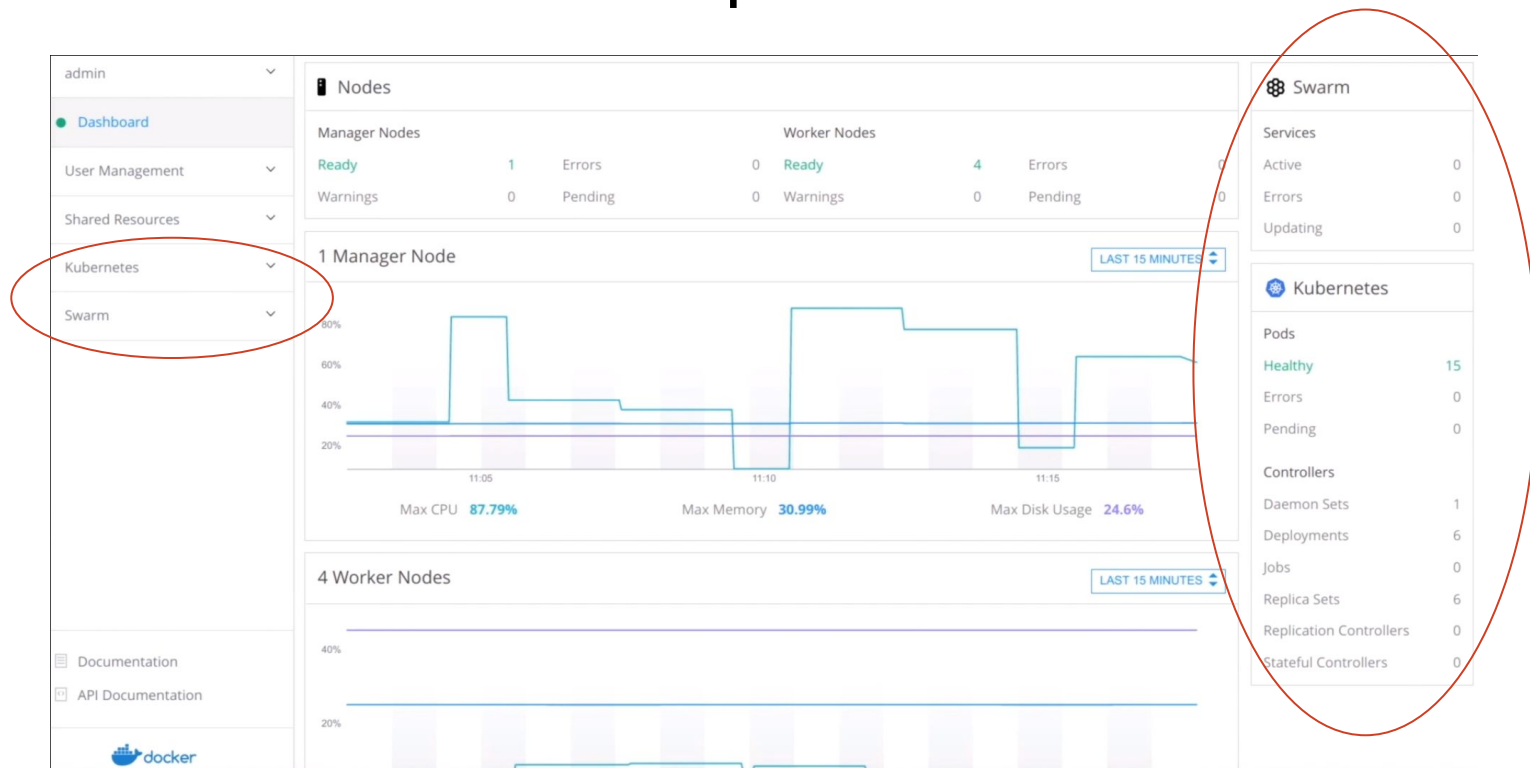 admin
Dashboard
User Management
Shared Resources
Kubernetes
Swarm
Documentation
API Documentation
docker
Nodes
Manager Nodes
Worker Nodes
Ready 1 Errors 0 Ready 4 Errors 0
Warnings 0 Pending 0 Warnings 0 Pending 0
1 Manager Node
LAST 15 MINUTES
80%
60%
40%
20%
11:05 11:10 11:15
Max CPU 87.79% Max Memory 30.99% Max Disk Usage 24.6%
4 Worker Nodes
LAST 15 MINUTES
40%
20%
Swarm
Services
Active 0
Errors 0
Updating 0
Kubernetes
Pods
Healthy 15
Errors 0
Pending 0
Controllers
Daemon Sets 1
Deployments 6
Jobs 0
Replica Sets 6
Replication Controllers 0
Stateful Controllers 0